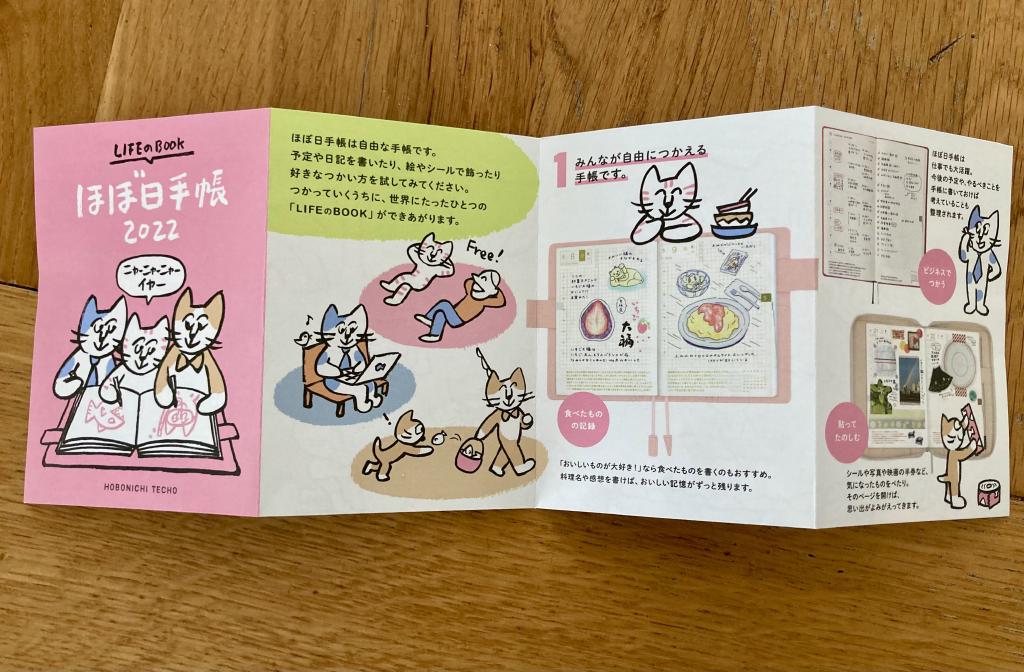 LIFEのBOOK
ほぼ日手帳
2022
ニャーニャーニャー
イヤー
HOBONICHI TECHO
ほぼ日手帳は自由な手帳です。
予定や日記を書いたり、絵やシールで飾ったり
好きなつかい方を試してみてください。
つかっていくうちに、世界にたったひとつの
「LIFEのBOOK」ができあがります。
Free!
1 みんなが自由につかえる
手帳です。
食べたもの
の記録
「おいしいものが大好き!」なら食べたものを書くのもおすすめ。
料理名や感想を書けば、おいしい記憶がずっと残ります。
ほぼ日手帳は
仕事でも大活躍。
今後の予定や、やるべきことを
手帳に書いておけば
考えていることも
整理されます。
ビジネスで
つかう
貼って
たのしむ
シールや写真や映画の半券など、
気になったものをぺたり。
そのページを開けば、
思い出がよみがえってきます。